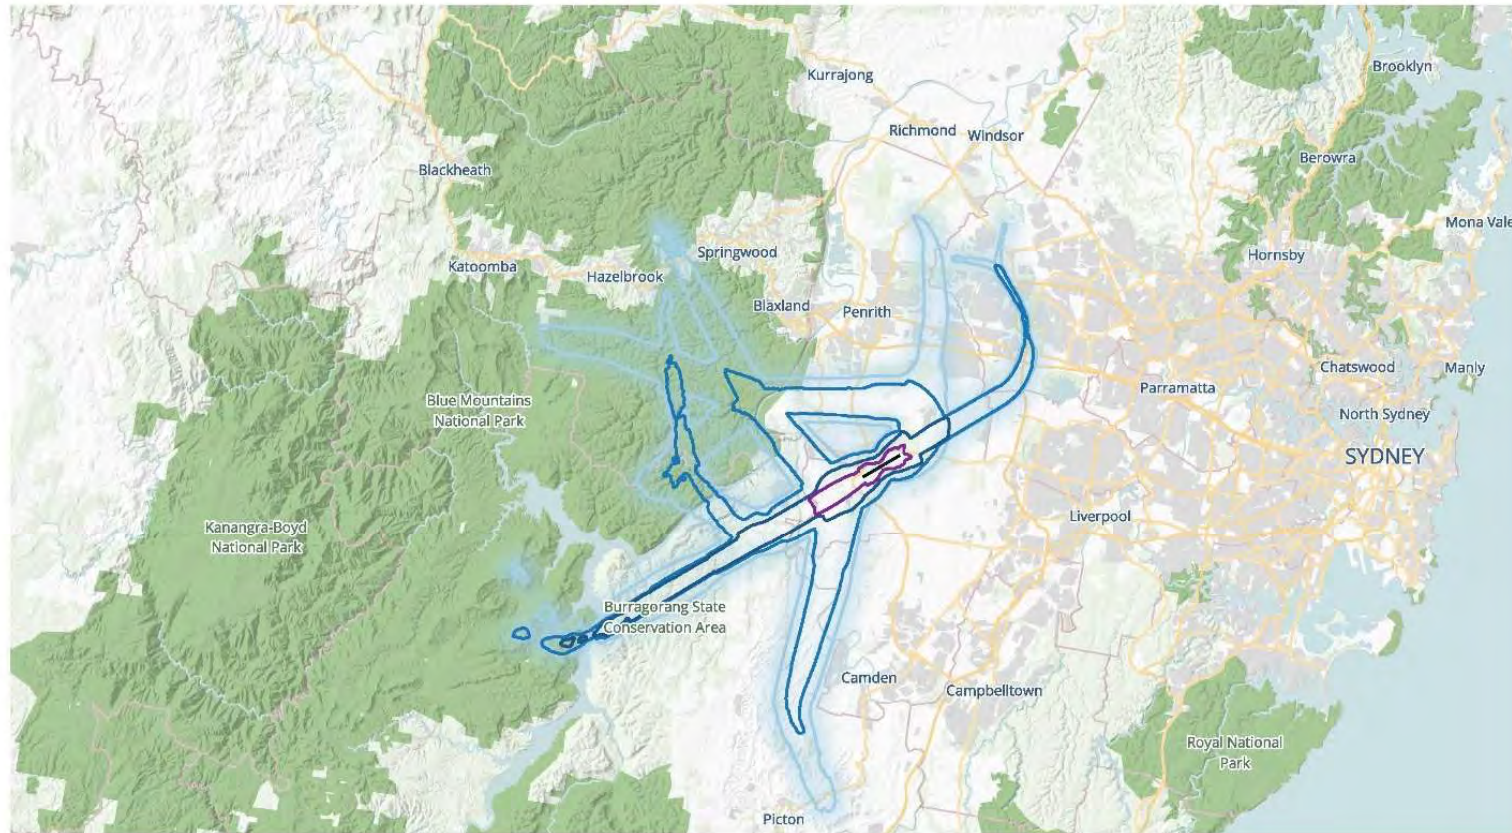 Brooklyn
Kurrajong
Richmond
Windsor
Berowra
Blackheath
Mona Vale
Springwood
Hornsby
Katoomba
Hazelbrook
Blaxland
Penrith
Chatswood
Manly
Parramatta
Blue Mountains
National Park
North Sydney
SYDNEY
Liverpool
Kanangra-Boyd
National Park
Burragorang State
Conservation Area
Camden
Campbelltown
Royal National
Park
Picton